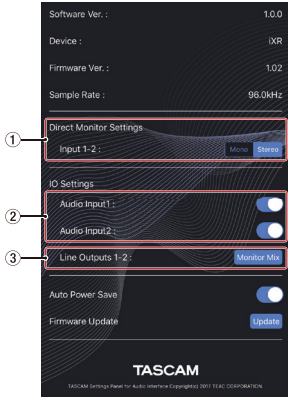 Software Ver. : 1.0.0
Device : iXR
Firmware Ver. : 1.02
Sample Rate : 96.0kHz
Direct Monitor Settings
① Input 1-2 : Mono Stereo
IO Settings
Audio Input1 :
②
Audio Input2 :
③ Line Outputs 1-2 : Monitor Mix
Auto Power Save
Firmware Update Update
TASCAM
TASCAM Settings Panel for Audio Interface Copyright(c) 2017 TEAC CORPORATION.